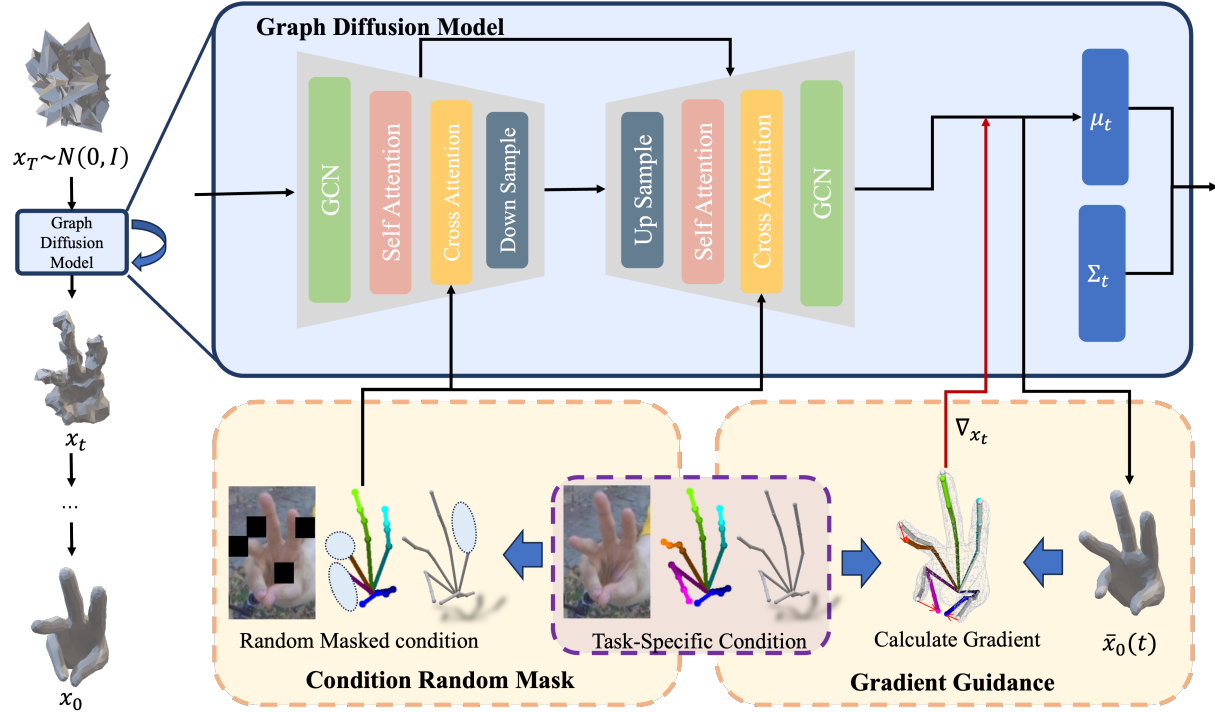 Graph Diffusion Model
x_T~N(0, I)
Graph
Diffusion
Model
x_t
...
x_0
GCN
Self Attention
Cross Attention
Down Sample
Up Sample
Self Attention
Cross Attention
GCN
μ_t
Σ_t
∇_{x_t}
Random Masked condition
Task-Specific Condition
Calculate Gradient
x̄_0(t)
Condition Random Mask
Gradient Guidance